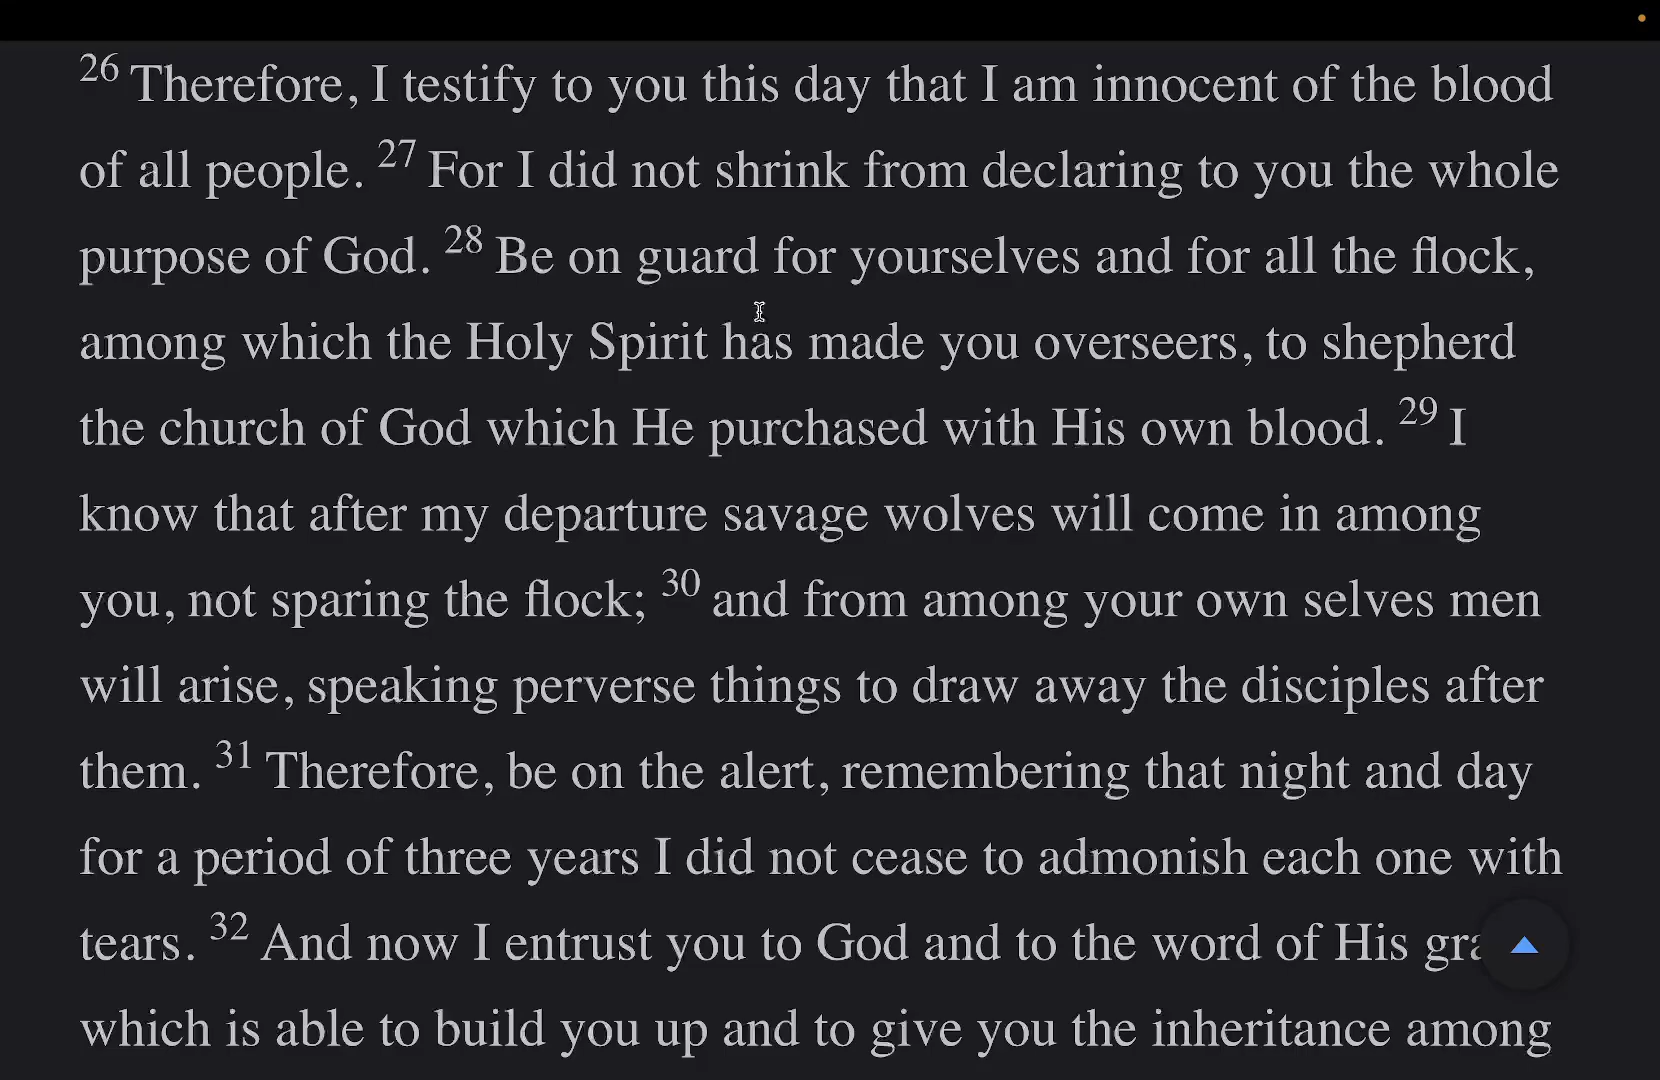 26 Therefore, I testify to you this day that I am innocent of the blood
of all people. 27 For I did not shrink from declaring to you the whole
purpose of God. 28 Be on guard for yourselves and for all the flock,
among which the Holy Spirit has made you overseers, to shepherd
the church of God which He purchased with His own blood. 29 I
know that after my departure savage wolves will come in among
you, not sparing the flock; 30 and from among your own selves men
will arise, speaking perverse things to draw away the disciples after
them. 31 Therefore, be on the alert, remembering that night and day
for a period of three years I did not cease to admonish each one with
tears. 32 And now I entrust you to God and to the word of His
which is able to build you up and to give you the inheritance among